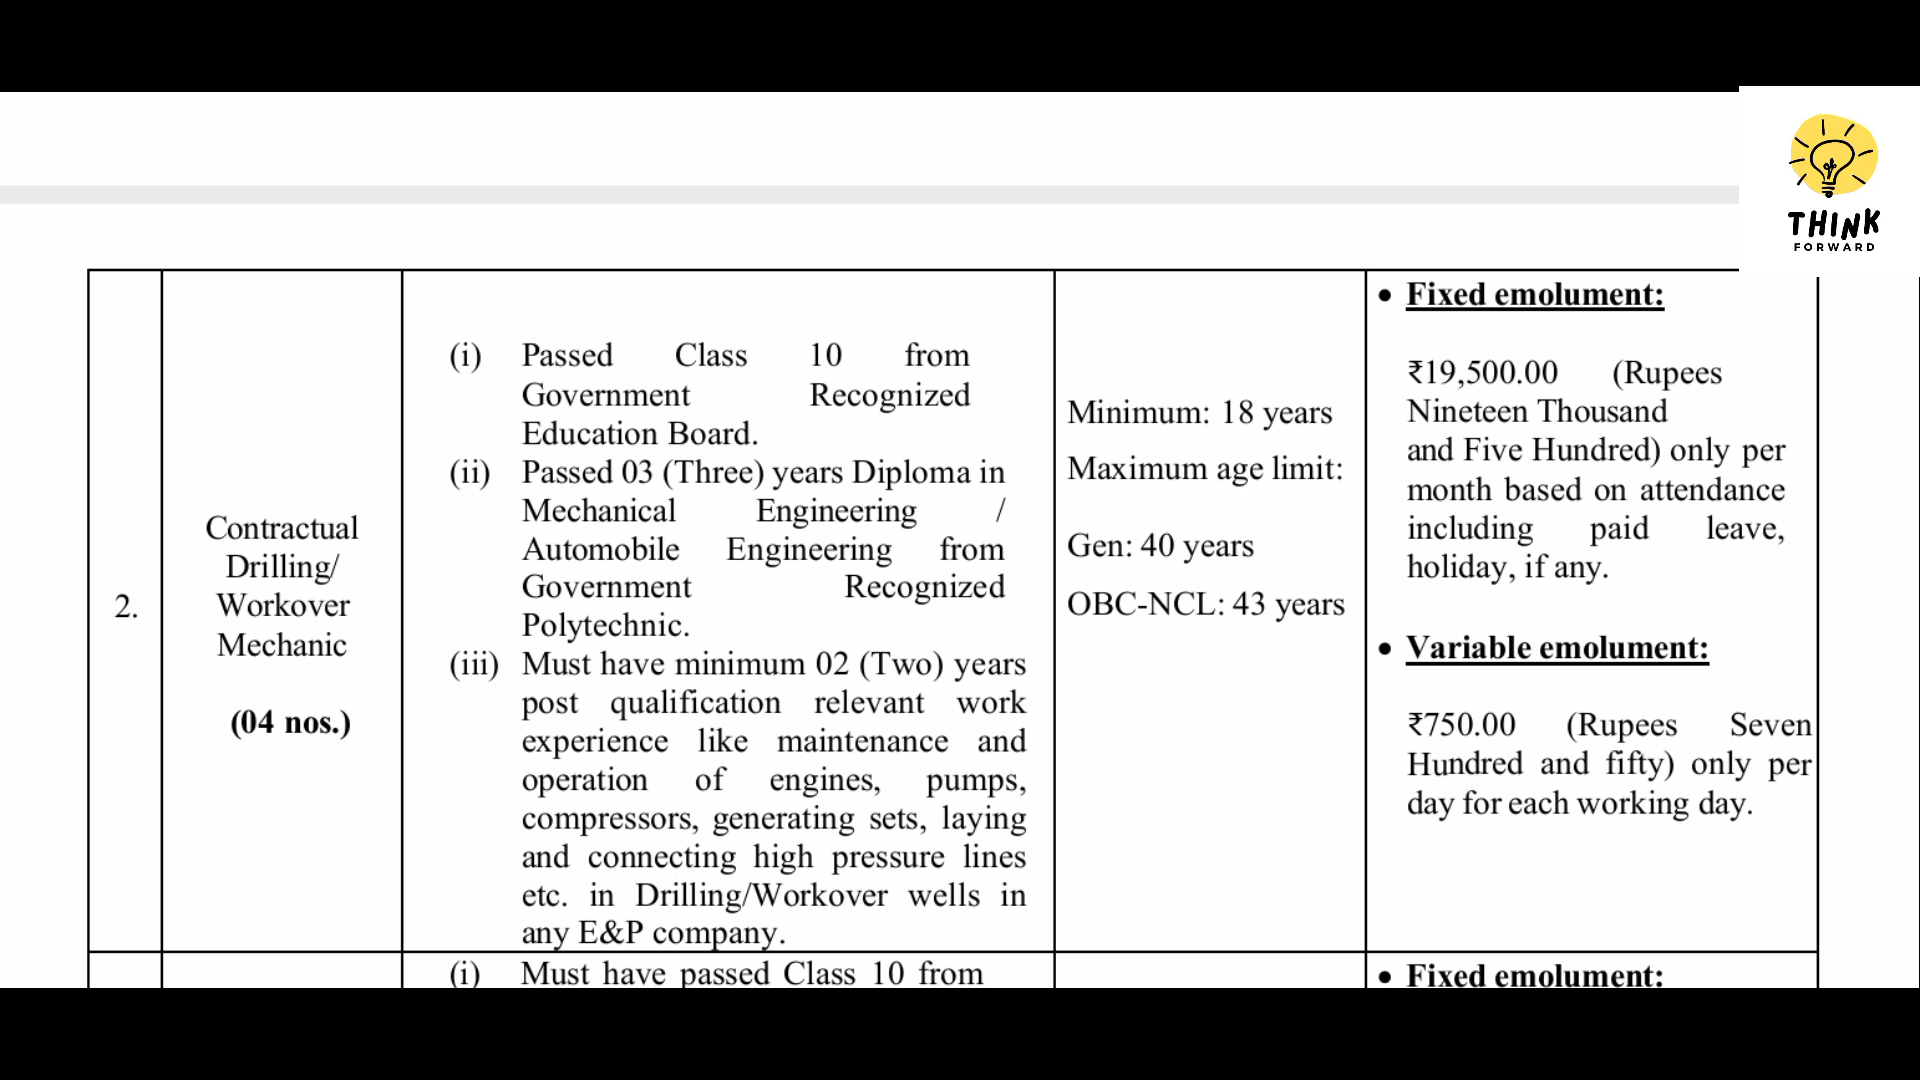 THINK
FORWARD
2.
Contractual
Drilling/
Workover
Mechanic
(04 nos.)
(i) Passed Class 10 from
Government Recognized
Education Board.
(ii) Passed 03 (Three) years Diploma in
Mechanical Engineering /
Automobile Engineering from
Government Recognized
Polytechnic.
(iii) Must have minimum 02 (Two) years
post qualification relevant work
experience like maintenance and
operation of engines, pumps,
compressors, generating sets, laying
and connecting high pressure lines
etc. in Drilling/Workover wells in
any E&P company.
Minimum: 18 years
Maximum age limit:
Gen: 40 years
OBC-NCL: 43 years
• Fixed emolument:
₹19,500.00 (Rupees
Nineteen Thousand
and Five Hundred) only per
month based on attendance
including paid leave,
holiday, if any.
• Variable emolument:
₹750.00 (Rupees Seven
Hundred and fifty) only per
day for each working day.
(i) Must have passed Class 10 from
• Fixed emolument: